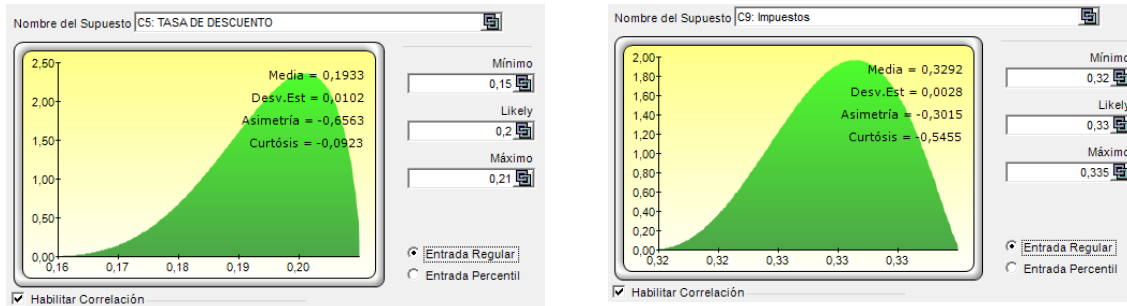 Nombre del Supuesto C5: TASA DE DESCUENTO
2,50
2,00
1,50
1,00
0,50
0,00
0,16 0,17 0,18 0,19 0,20
Media = 0,1933
Desv.Est = 0,0102
Asimetría = -0,6563
Curtósis = -0,0923
Mínimo
0,15
Likely
0,2
Máximo
0,21
Entrada Regular
Entrada Percentil
Habilitar Correlación
Nombre del Supuesto C9: Impuestos
2,00
1,80
1,60
1,40
1,20
1,00
0,80
0,60
0,40
0,20
0,00
0,32 0,32 0,33 0,33 0,33
Media = 0,3292
Desv.Est = 0,0028
Asimetría = -0,3015
Curtósis = -0,5455
Mínimo
0,32
Likely
0,33
Máximo
0,335
Entrada Regular
Entrada Percentil
Habilitar Correlación